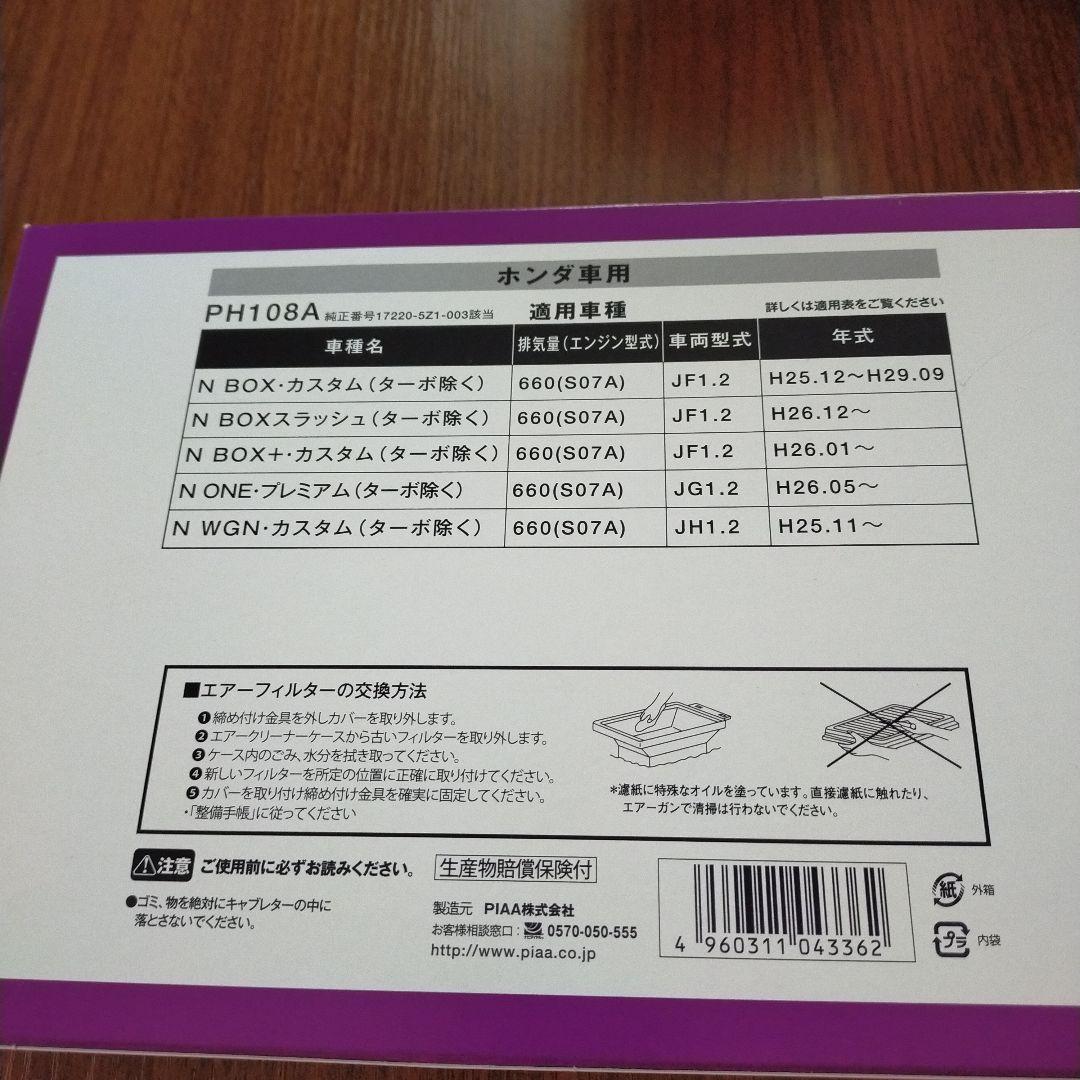 ホンダ車用
PH108A 純正番号17220-5Z1-003該当 適用車種 詳しくは適用表をご覧ください
車種名 排気量(エンジン型式) 車両型式 年式
N BOX・カスタム(ターボ除く) 660(S07A) JF1.2 H25.12〜H29.09
N BOXスラッシュ(ターボ除く) 660(S07A) JF1.2 H26.12〜
N BOX+・カスタム(ターボ除く) 660(S07A) JF1.2 H26.01〜
N ONE・プレミアム(ターボ除く) 660(S07A) JG1.2 H26.05〜
N WGN・カスタム(ターボ除く) 660(S07A) JH1.2 H25.11〜
■エアーフィルターの交換方法
❶締め付け金具を外しカバーを取り外します。
❷エアークリーナーケースから古いフィルターを取り外します。
❸ケース内のごみ、水分を拭き取ってください。
❹新しいフィルターを所定の位置に正確に取り付けてください。
❺カバーを取り付け締め付け金具を確実に固定してください。
・「整備手帳」に従ってください
*濾紙に特殊なオイルを塗っています。直接濾紙に触れたり、
エアーガンで清掃は行わないでください。
注意 ご使用前に必ずお読みください。
●ゴミ、物を絶対にキャブレターの中に
落とさないでください。
生産物賠償保険付
製造元 PIAA株式会社
お客様相談窓口: 0570-050-555
http://www.piaa.co.jp
4 960311 043362
紙 外箱
プラ 内袋